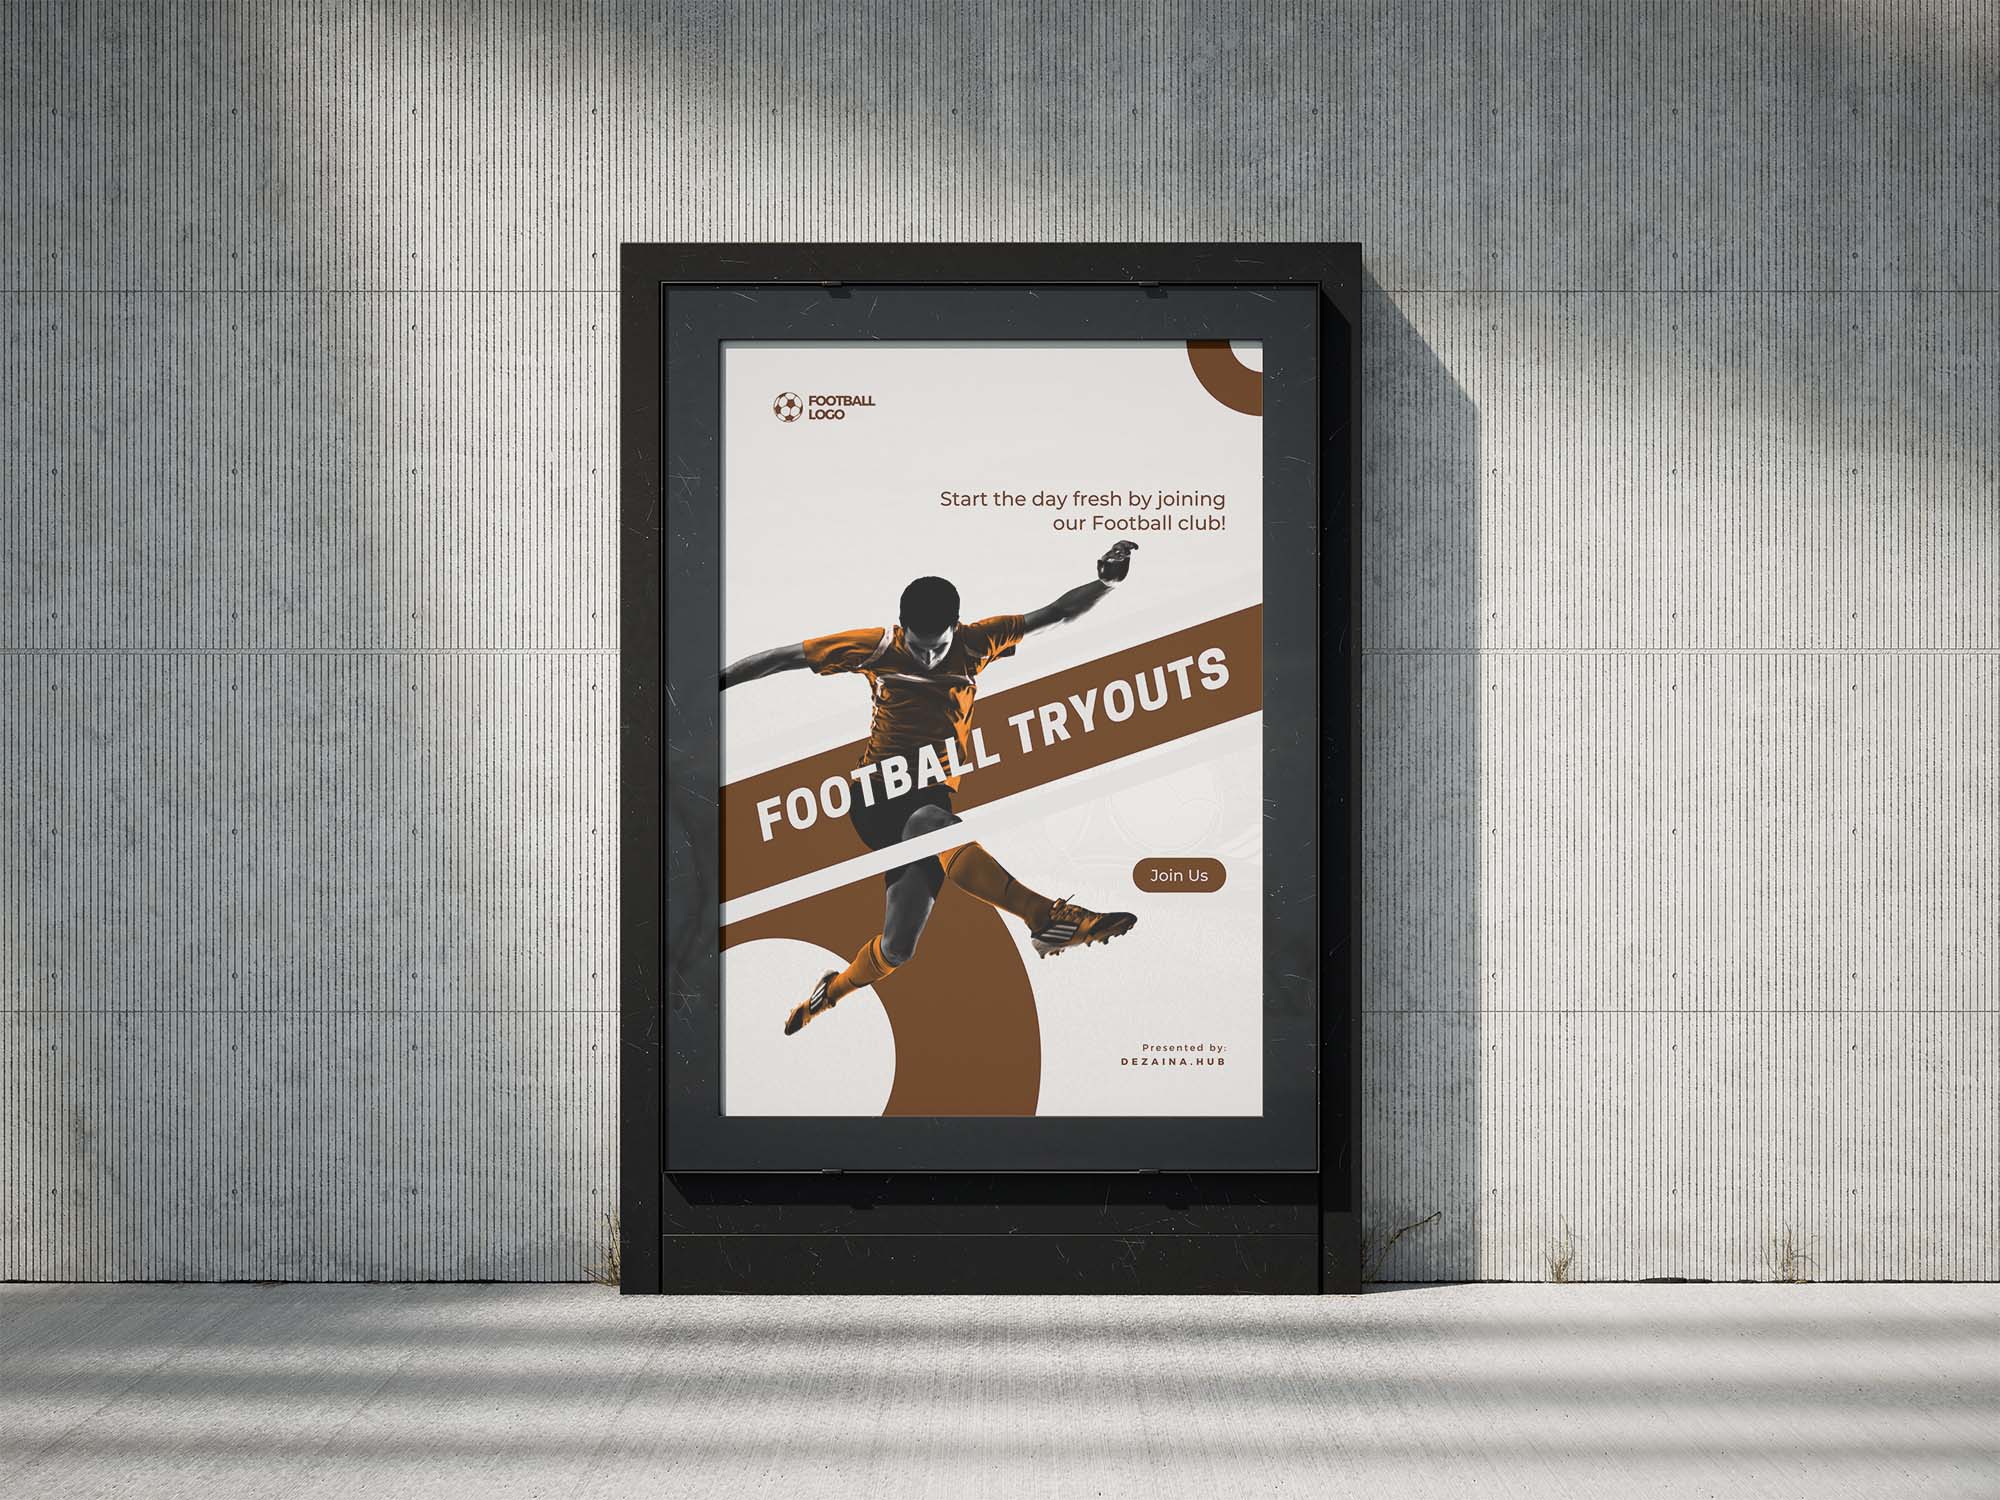 FOOTBALL
LOGO
Start the day fresh by joining
our Football club!
FOOTBALL TRYOUTS
Join Us
Presented by:
DEZAINA.HUB